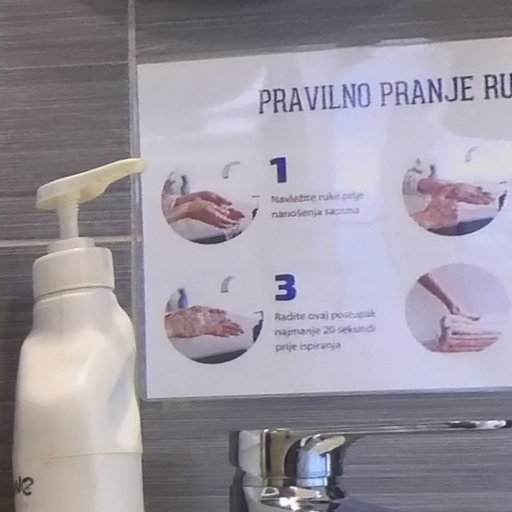 PRAVILNO PRANJE RU
1
Navlažite ruke prije
nanošenja sapuna
3
Radite ovaj postupak
najmanje 20 sekundi
prije ispiranja